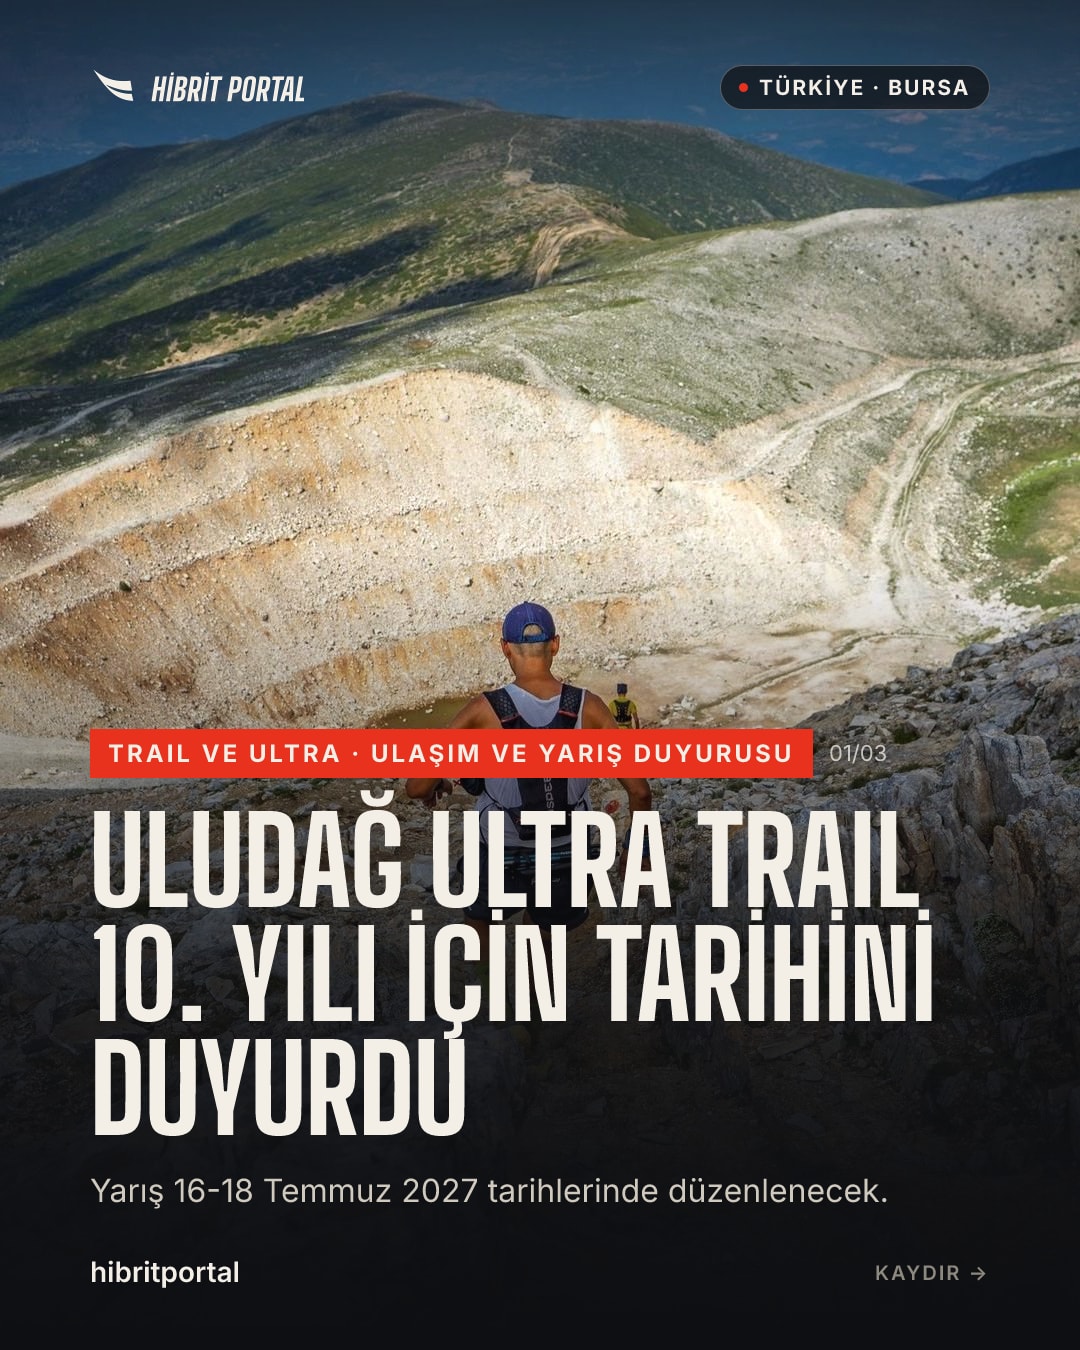 HİBRİT PORTAL
TÜRKİYE · BURSA
TRAIL VE ULTRA · ULAŞIM VE YARIŞ DUYURUSU
01/03
ULUDAĞ ULTRA TRAIL
10. YILI İÇİN TARİHİNİ
DUYURDU
Yarış 16-18 Temmuz 2027 tarihlerinde düzenlenecek.
hibritportal
KAYDIR →